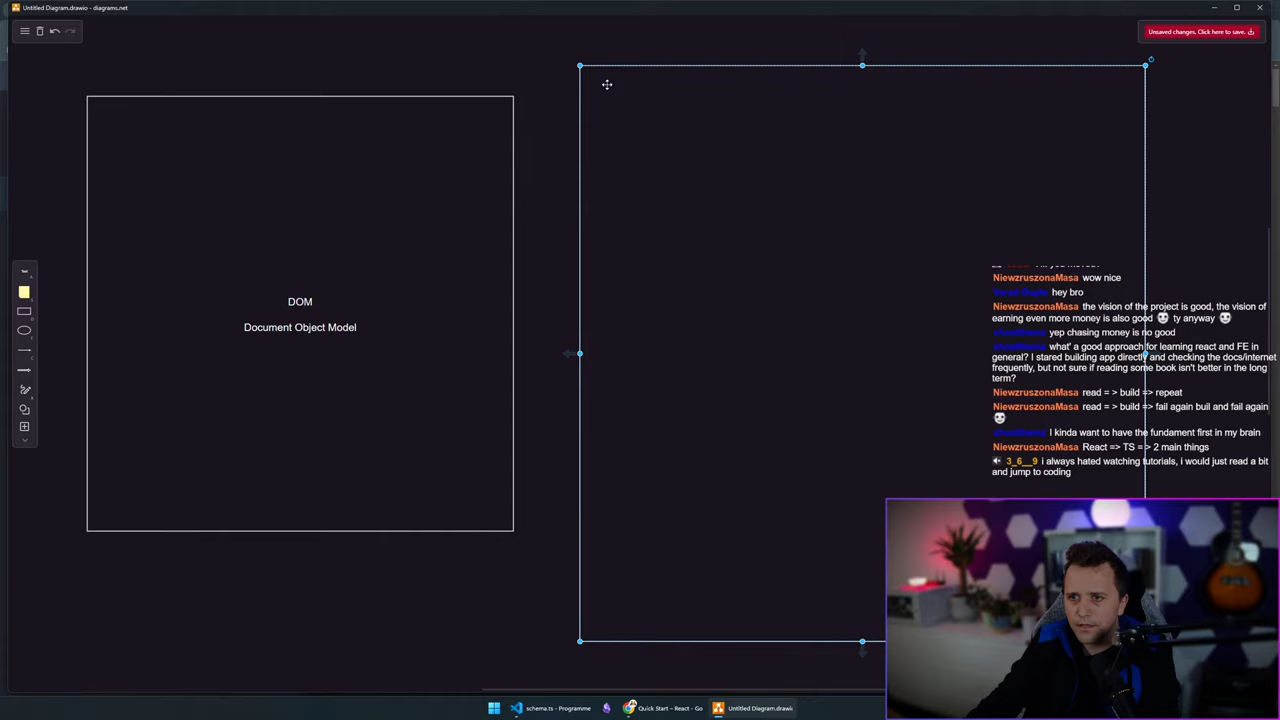 Untitled Diagram.drawio - diagrams.net
Unsaved changes. Click here to save.
DOM
Document Object Model
NiewzruszonaMasa wow nice
hey bro
NiewzruszonaMasa the vision of the project is good, the vision of
earning even more money is also good ty anyway
yep chasing money is no good
what' a good approach for learning react and FE in
general? I stared building app directly and checking the docs/internet
frequently, but not sure if reading some book isn't better in the long
term?
NiewzruszonaMasa read = > build => repeat
NiewzruszonaMasa read = > build => fail again buil and fail again
I kinda want to have the fundament first in my brain
NiewzruszonaMasa React => TS = > 2 main things
3_6__9 i always hated watching tutorials, i would just read a bit
and jump to coding
schema.ts - Programme
Quick Start – React - Go
Untitled Diagram.drawio